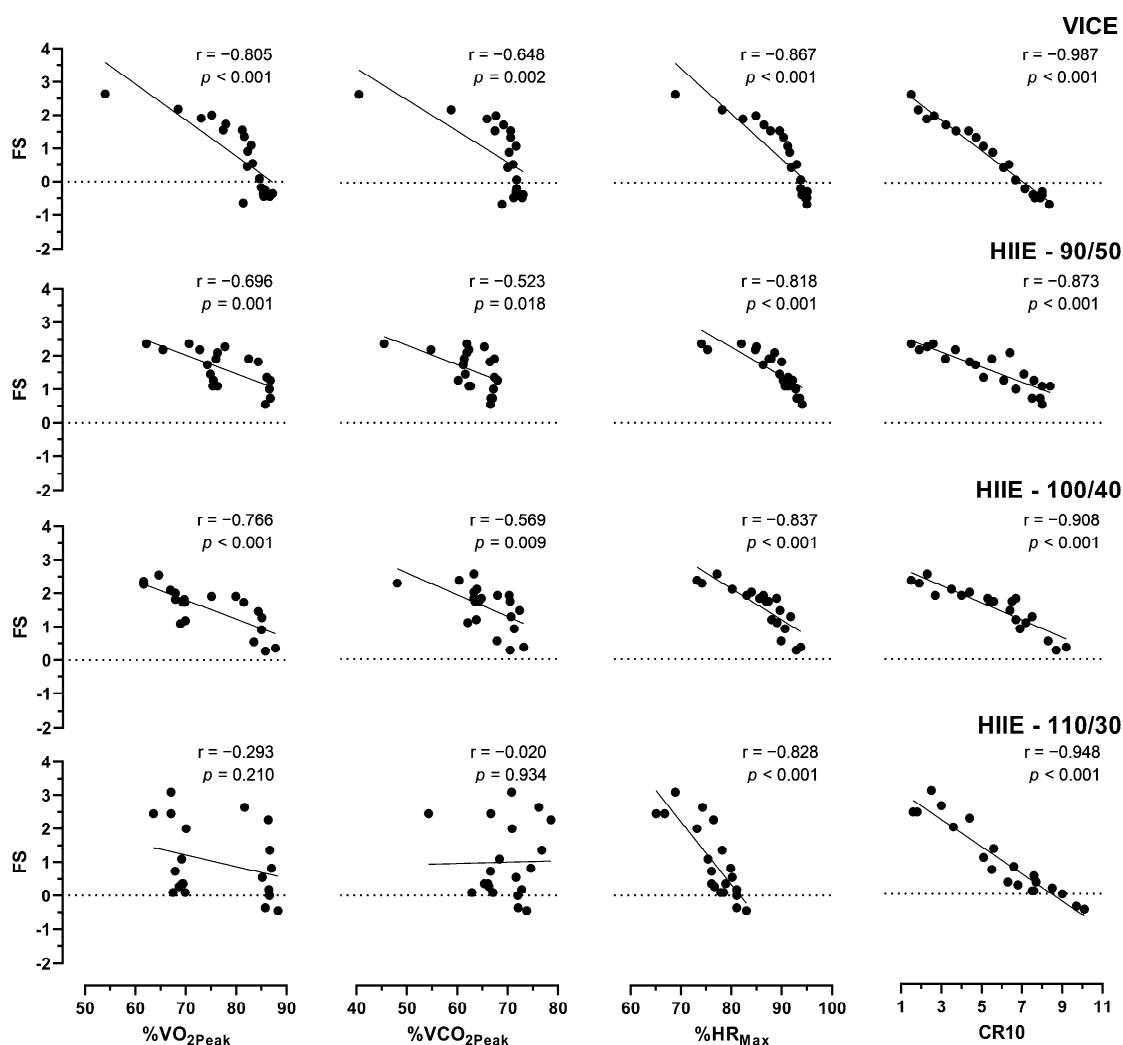 VICE
r = −0.805 r = −0.648 r = −0.867 r = −0.987
p < 0.001 p = 0.002 p < 0.001 p < 0.001
4
3
2
1
0
-1
-2
FS
HIIE - 90/50
r = −0.696 r = −0.523 r = −0.818 r = −0.873
p = 0.001 p = 0.018 p < 0.001 p < 0.001
4
3
2
1
0
-1
-2
FS
HIIE - 100/40
r = −0.766 r = −0.569 r = −0.837 r = −0.908
p < 0.001 p = 0.009 p < 0.001 p < 0.001
4
3
2
1
0
-1
-2
FS
HIIE - 110/30
r = −0.293 r = −0.020 r = −0.828 r = −0.948
p = 0.210 p = 0.934 p < 0.001 p < 0.001
4
3
2
1
0
-1
-2
FS
50 60 70 80 90 40 50 60 70 80 60 70 80 90 100 1 3 5 7 9 11
%VO2Peak %VCO2Peak %HRMax CR10